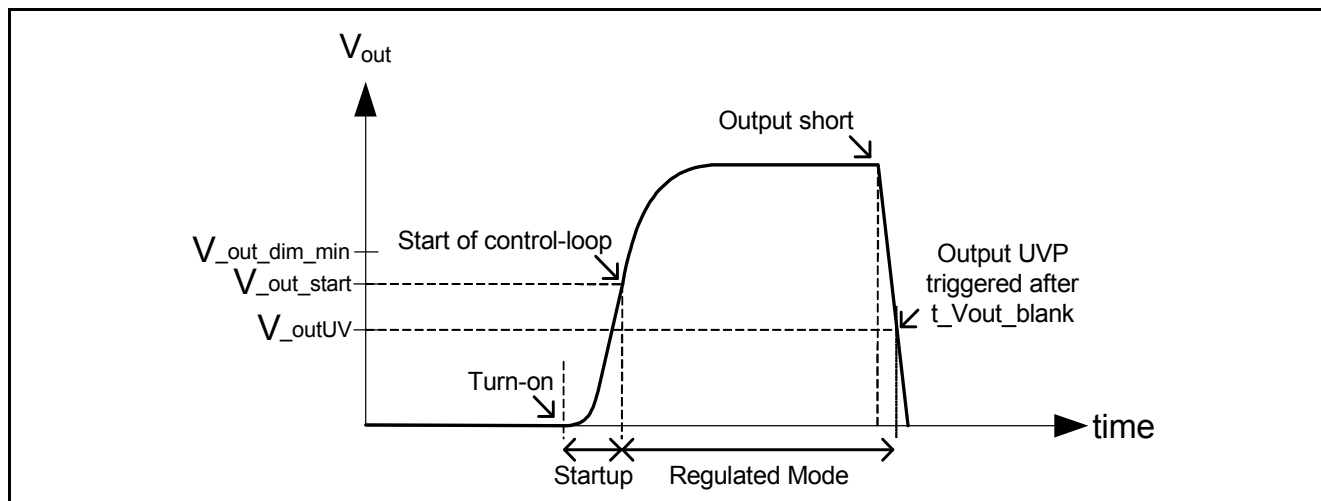 Vout
Output short
Start of control-loop
V_out_dim_min
V_out_start
V_outUV
Output UVP
triggered after
t_Vout_blank
Turn-on
time
Startup
Regulated Mode